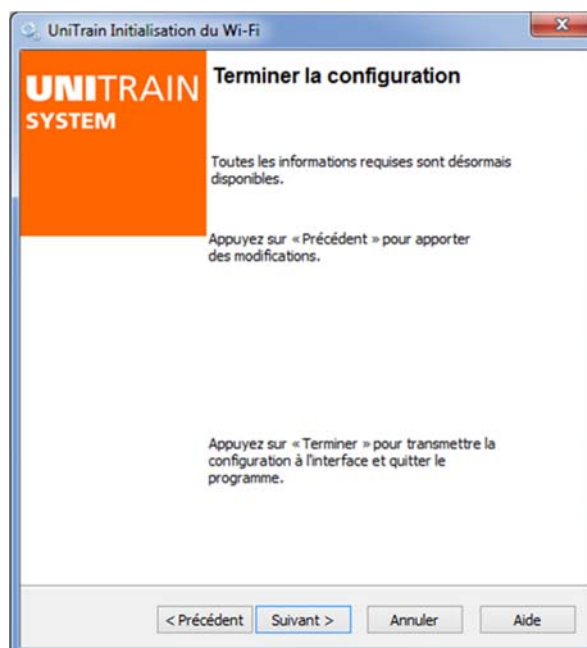 UniTrain Initialisation du Wi-Fi
UNITRAIN
SYSTEM
Terminer la configuration
Toutes les informations requises sont désormais
disponibles.
Appuyez sur « Précédent » pour apporter
des modifications.
Appuyez sur « Terminer » pour transmettre la
configuration à l'interface et quitter le
programme.
< Précédent Suivant > Annuler Aide